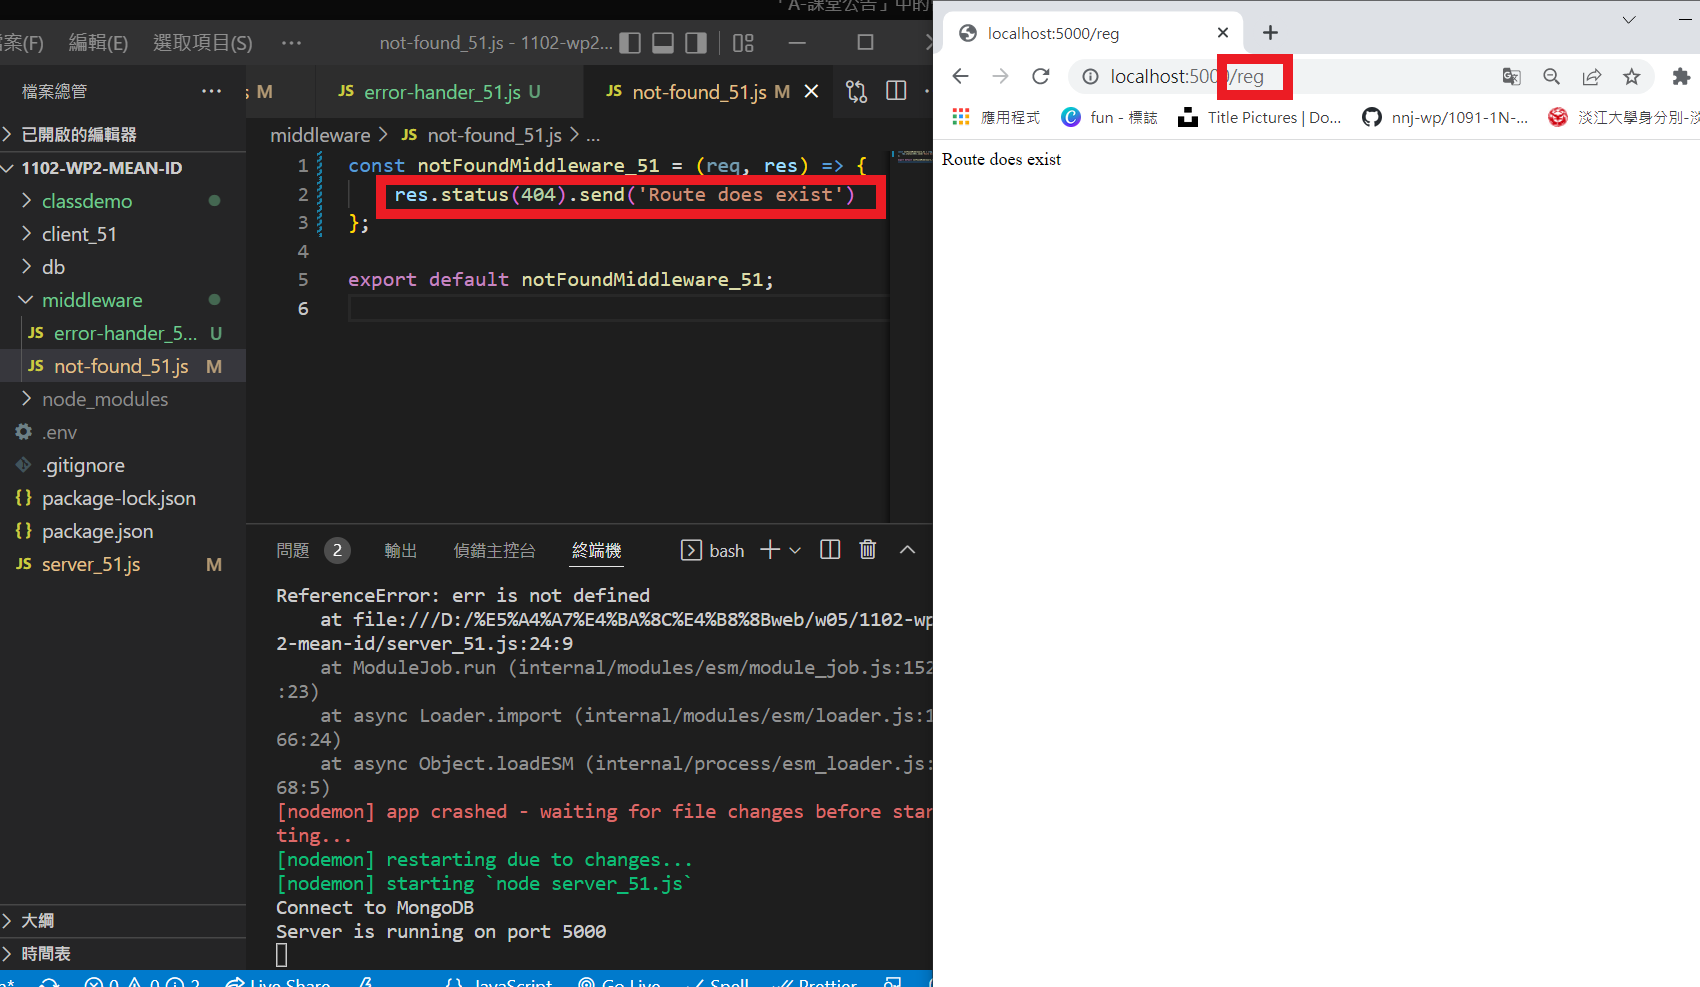 「A-課堂公告」中的
案(F) 編輯(E) 選取項目(S) ··· not-found_51.js - 1102-wp2...
檔案總管 ···
s M JS error-hander_51.js U JS not-found_51.js M
已開啟的編輯器
middleware > JS not-found_51.js > ...
1102-WP2-MEAN-ID
classdemo
client_51
db
middleware
JS error-hander_5... U
JS not-found_51.js M
node_modules
.env
.gitignore
{} package-lock.json
{} package.json
JS server_51.js M
大綱
時間表
1 const notFoundMiddleware_51 = (req, res) => {
2 res.status(404).send('Route does exist')
3 };
4
5 export default notFoundMiddleware_51;
6
問題 2 輸出 偵錯主控台 終端機 bash
ReferenceError: err is not defined
at file:///D:/%E5%A4%A7%E4%BA%8C%E4%B8%8Bweb/w05/1102-wp
2-mean-id/server_51.js:24:9
at ModuleJob.run (internal/modules/esm/module_job.js:152
:23)
at async Loader.import (internal/modules/esm/loader.js:1
66:24)
at async Object.loadESM (internal/process/esm_loader.js:
68:5)
[nodemon] app crashed - waiting for file changes before star
ting...
[nodemon] restarting due to changes...
[nodemon] starting `node server_51.js`
Connect to MongoDB
Server is running on port 5000
0 0 2 Live Share {} JavaScript Go Live Spell Prettier
localhost:5000/reg
localhost:5000/reg
應用程式 fun - 標誌 Title Pictures | Do... nnj-wp/1091-1N-... 淡江大學身分別-淡
Route does exist